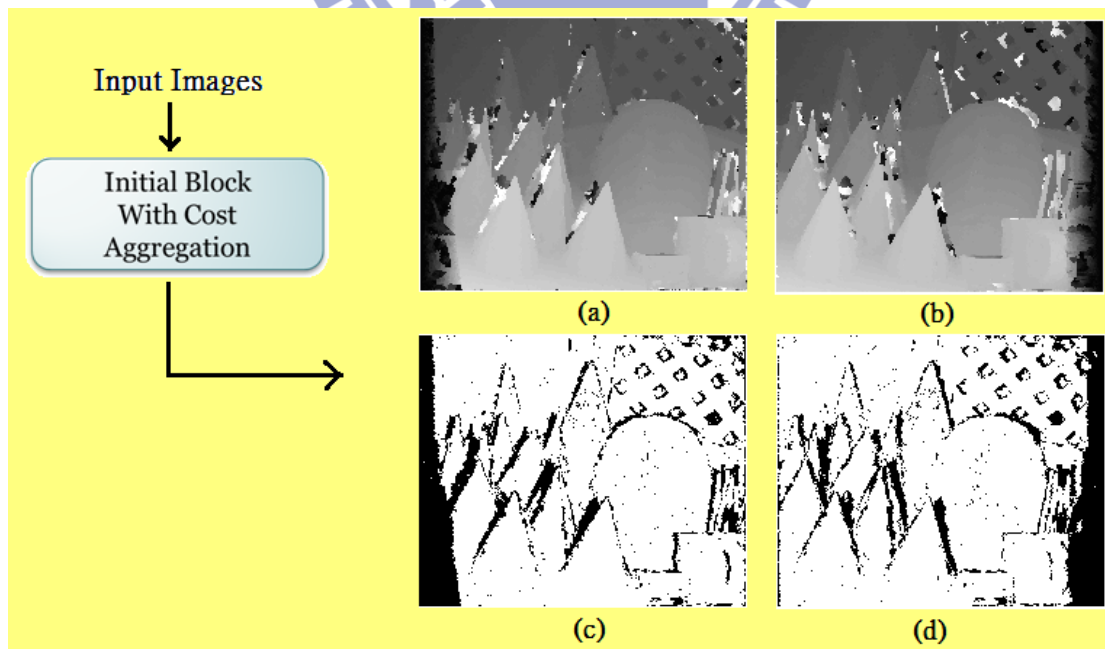 Input Images
Initial Block
With Cost
Aggregation
(a)
(b)
(c)
(d)